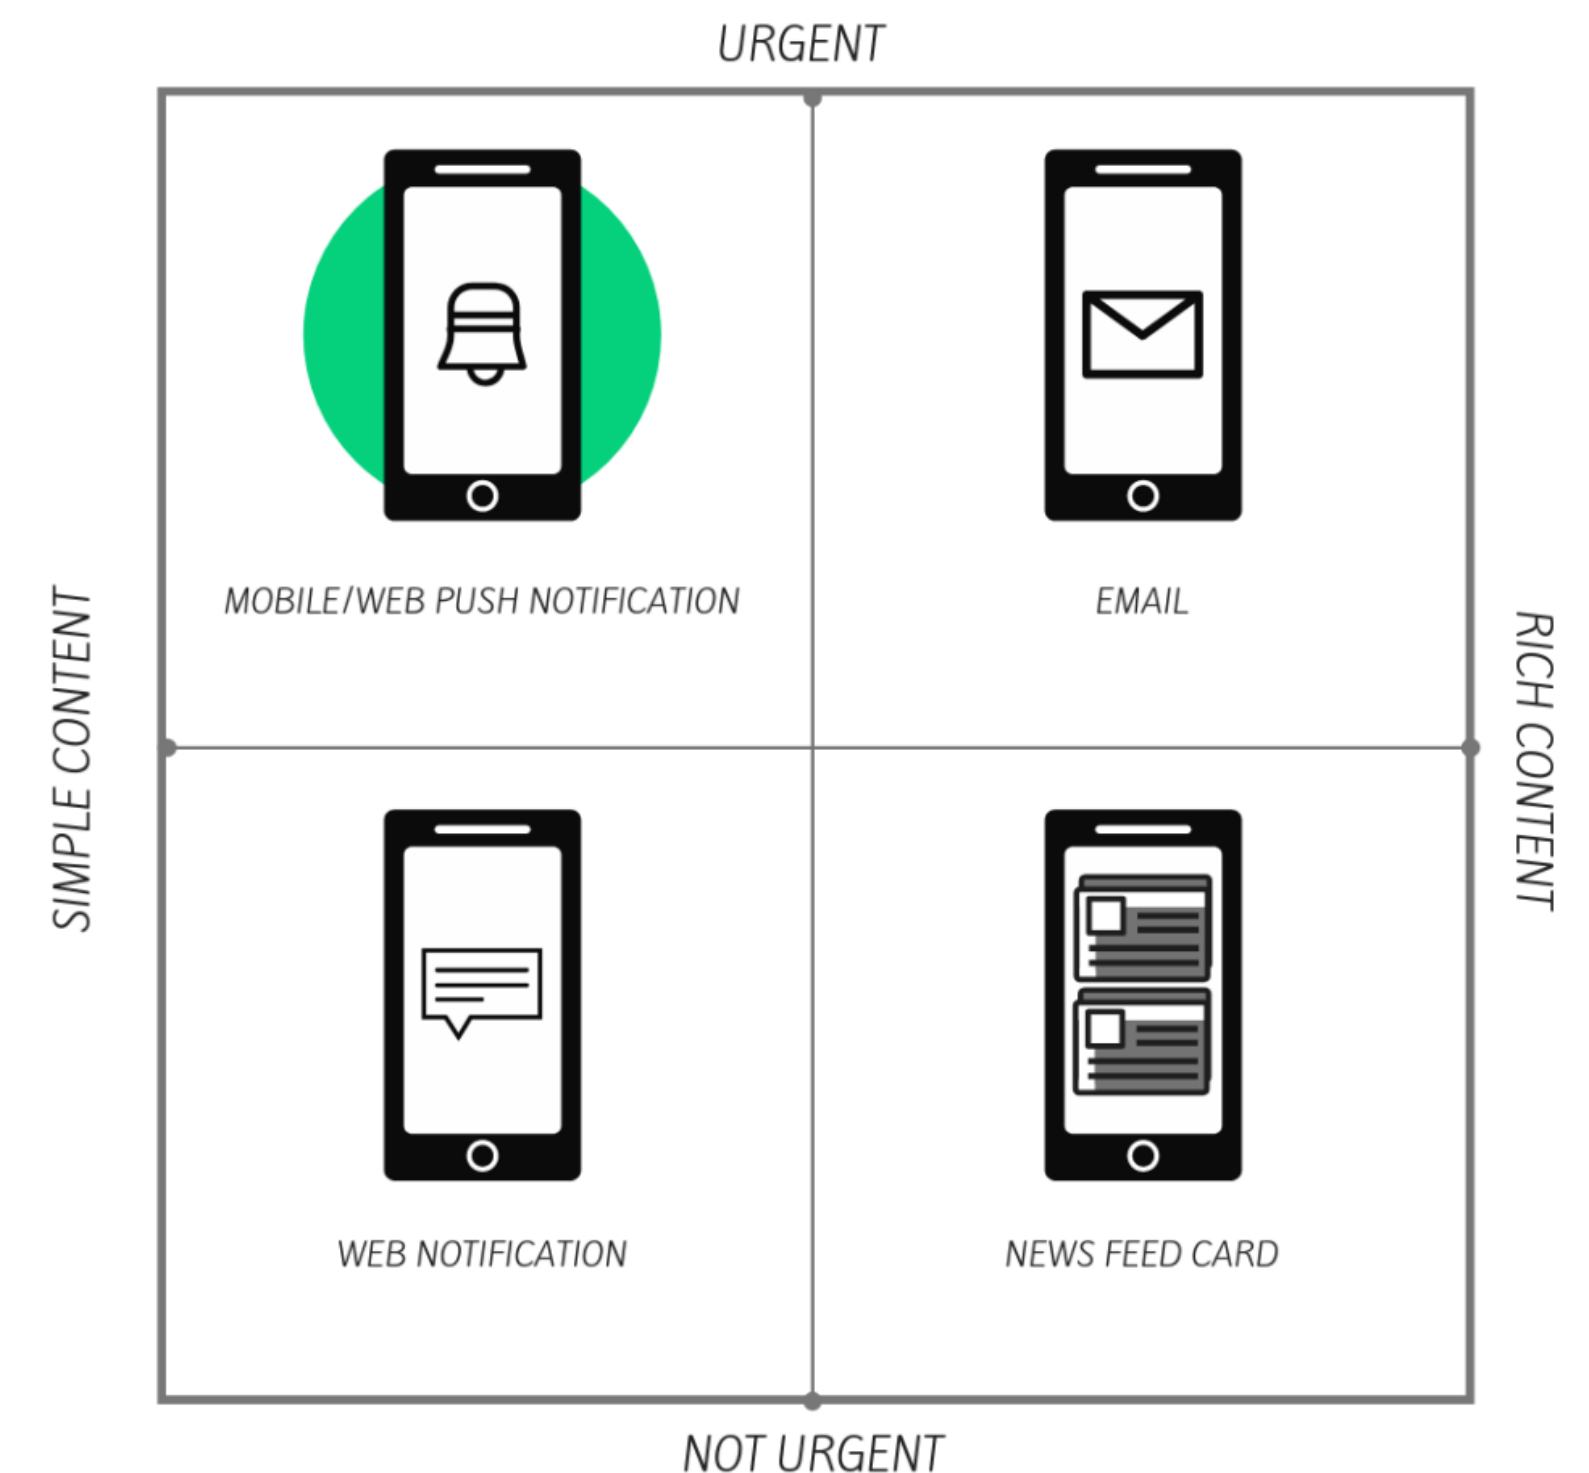 URGENT
MOBILE/WEB PUSH NOTIFICATION
EMAIL
SIMPLE CONTENT
RICH CONTENT
WEB NOTIFICATION
NEWS FEED CARD
NOT URGENT